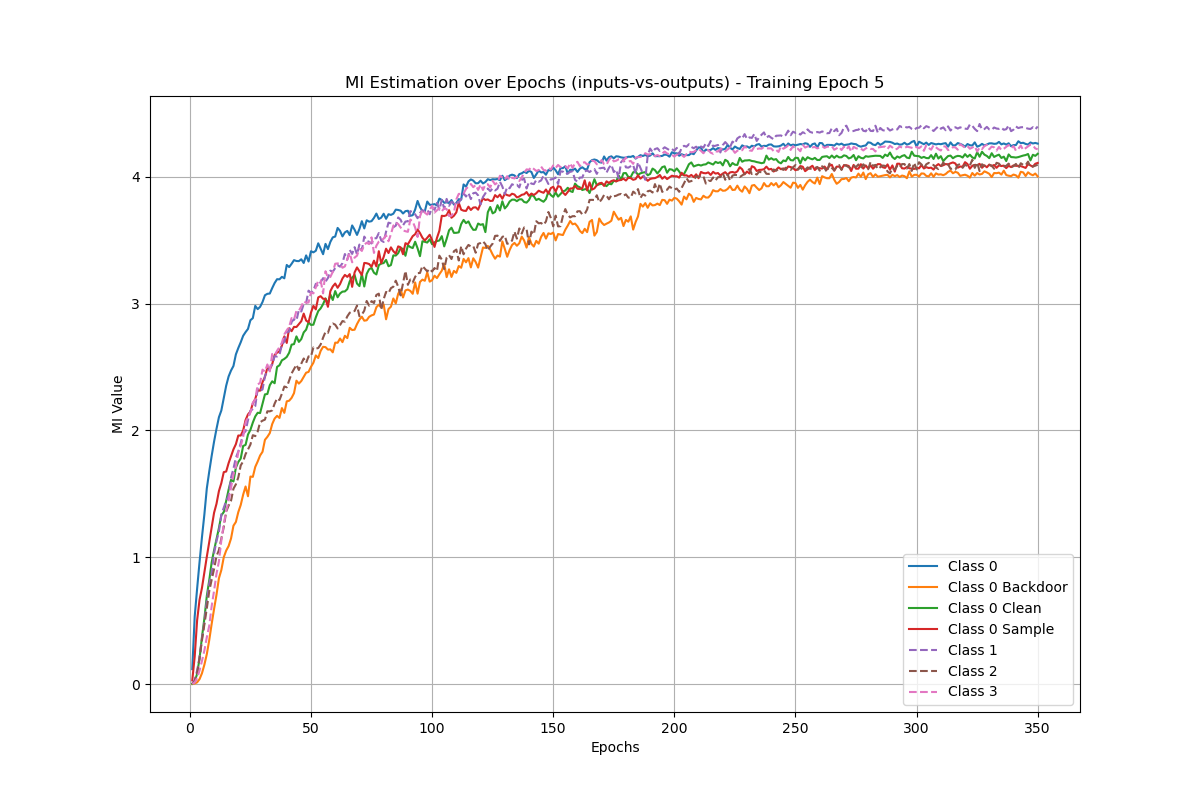 MI Estimation over Epochs (inputs-vs-outputs) - Training Epoch 5
MI Value
4
3
2
1
0
0 50 100 150 200 250 300 350
Epochs
Class 0
Class 0 Backdoor
Class 0 Clean
Class 0 Sample
Class 1
Class 2
Class 3